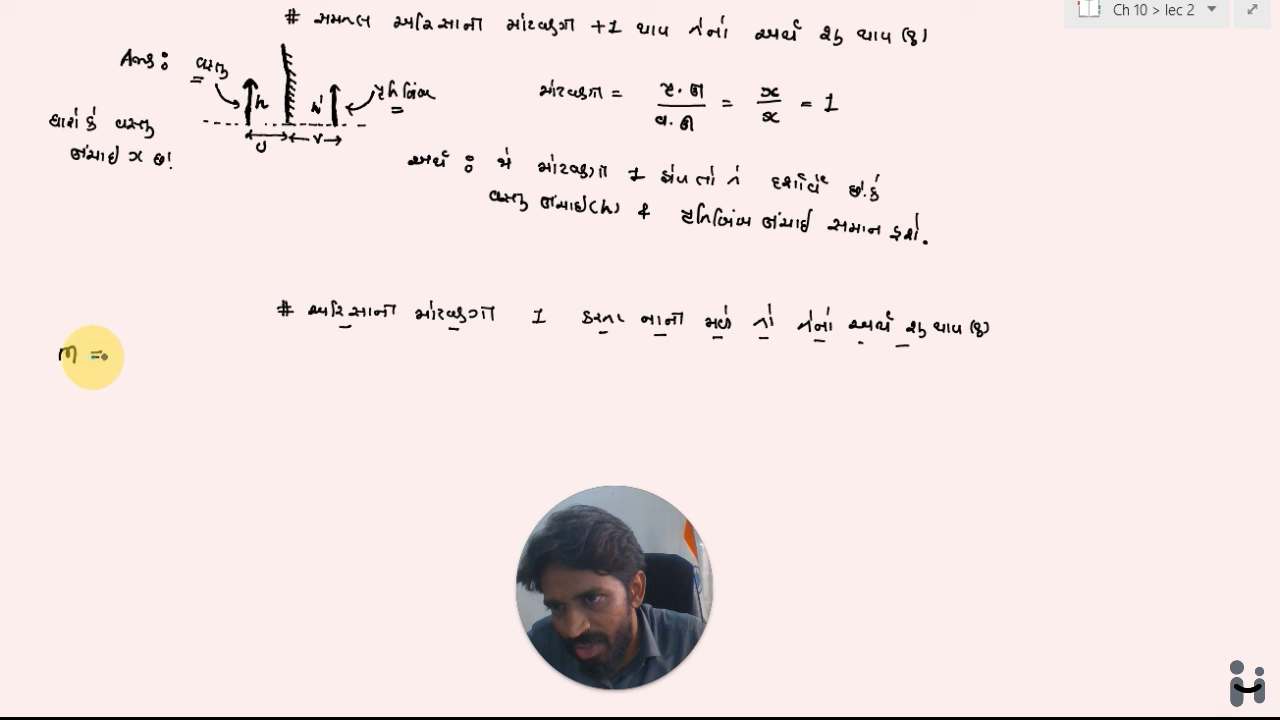 Ch 10 > lec 2
# સમતલ અરિસાની મોટવણી +1 થાય તેનો અર્થ શું થાય (છે)
Ans : વસ્તુ
h h' પ્રતિબિંબ
u v
ધારો કે વસ્તુ
ઊંચાઈ x છે.
મોટવણી = પ્ર.ઊ / વ.ઊ = x / x = 1
અર્થ : જો મોટવણી 1 હોય તો તે દર્શાવે છે.કે
વસ્તુ ઊંચાઈ(h) & પ્રતિબિંબ ઊંચાઈ સમાન હશે.
# અરિસાની મોટવણી 1 કરતા નાની મળે તો તેનો અર્થ શું થાય (છે)
m =